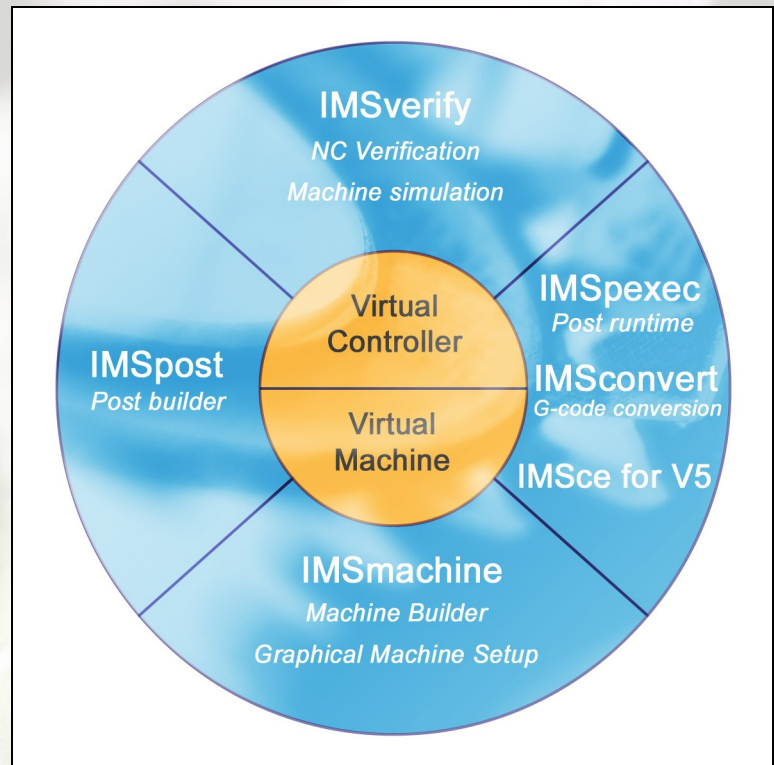 IMSverify
NC Verification
Machine simulation
IMSpost
Post builder
Virtual
Controller
Virtual
Machine
IMSpexec
Post runtime
IMSconvert
G-code conversion
IMSce for V5
IMSmachine
Machine Builder
Graphical Machine Setup